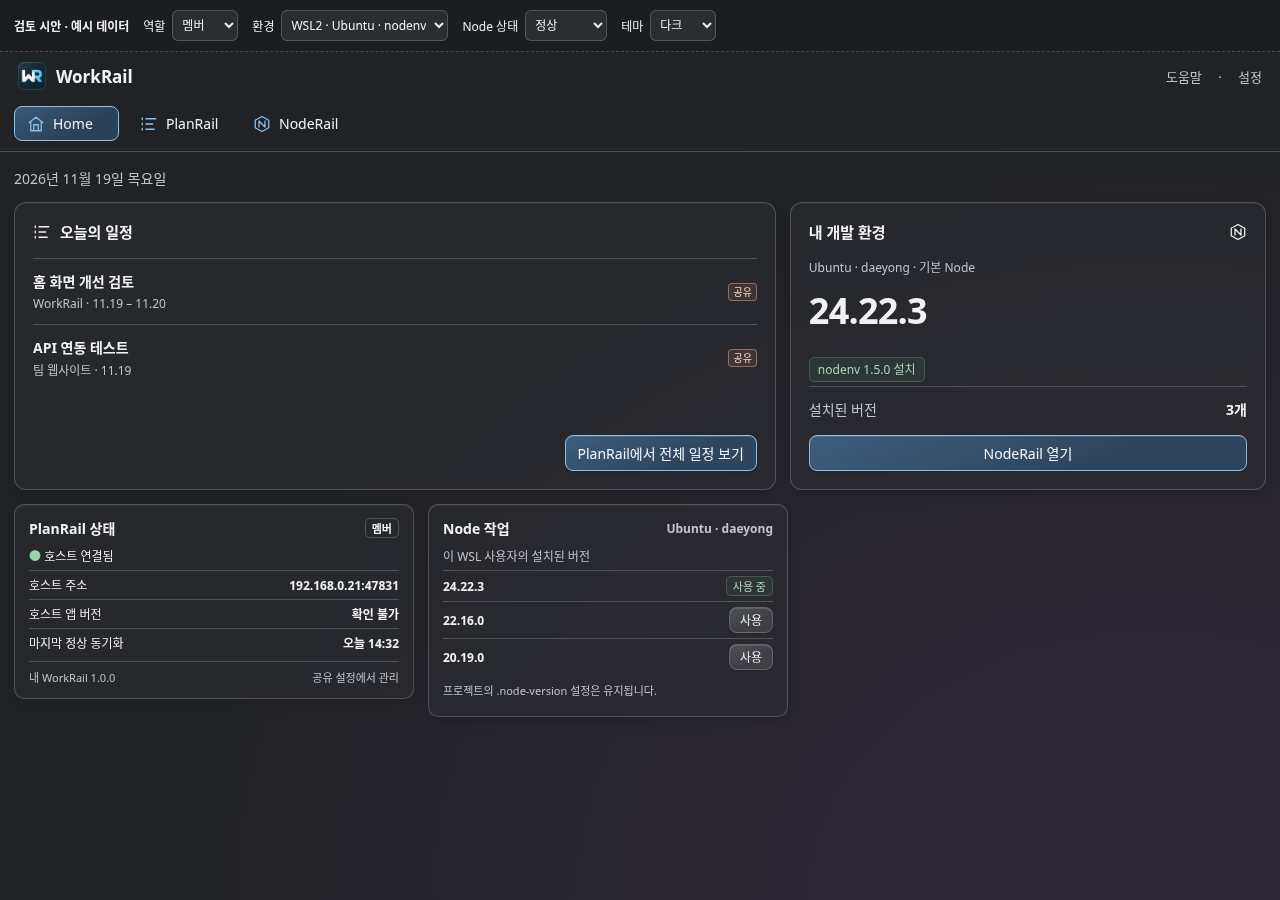 검토 시안 · 예시 데이터 역할 멤버 환경 WSL2 · Ubuntu · nodenv Node 상태 정상 테마 다크
WR WorkRail 도움말 · 설정
Home PlanRail NodeRail
2026년 11월 19일 목요일
오늘의 일정
홈 화면 개선 검토
WorkRail · 11.19 – 11.20
공유
API 연동 테스트
팀 웹사이트 · 11.19
공유
PlanRail에서 전체 일정 보기
내 개발 환경
Ubuntu · daeyong · 기본 Node
24.22.3
nodenv 1.5.0 설치
설치된 버전 3개
NodeRail 열기
PlanRail 상태 멤버
호스트 연결됨
호스트 주소 192.168.0.21:47831
호스트 앱 버전 확인 불가
마지막 정상 동기화 오늘 14:32
내 WorkRail 1.0.0 공유 설정에서 관리
Node 작업 Ubuntu · daeyong
이 WSL 사용자의 설치된 버전
24.22.3 사용 중
22.16.0 사용
20.19.0 사용
프로젝트의 .node-version 설정은 유지됩니다.